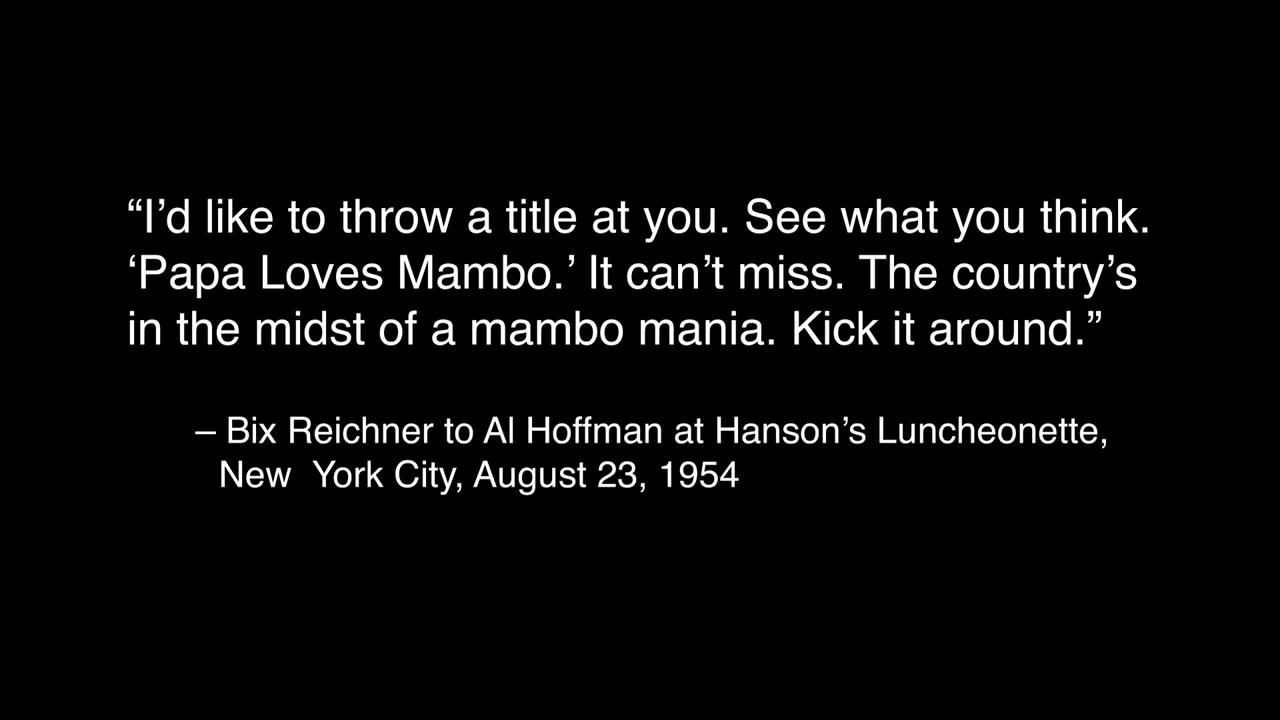 “I’d like to throw a title at you. See what you think.
‘Papa Loves Mambo.’ It can’t miss. The country’s
in the midst of a mambo mania. Kick it around.”
– Bix Reichner to Al Hoffman at Hanson’s Luncheonette,
New  York City, August 23, 1954